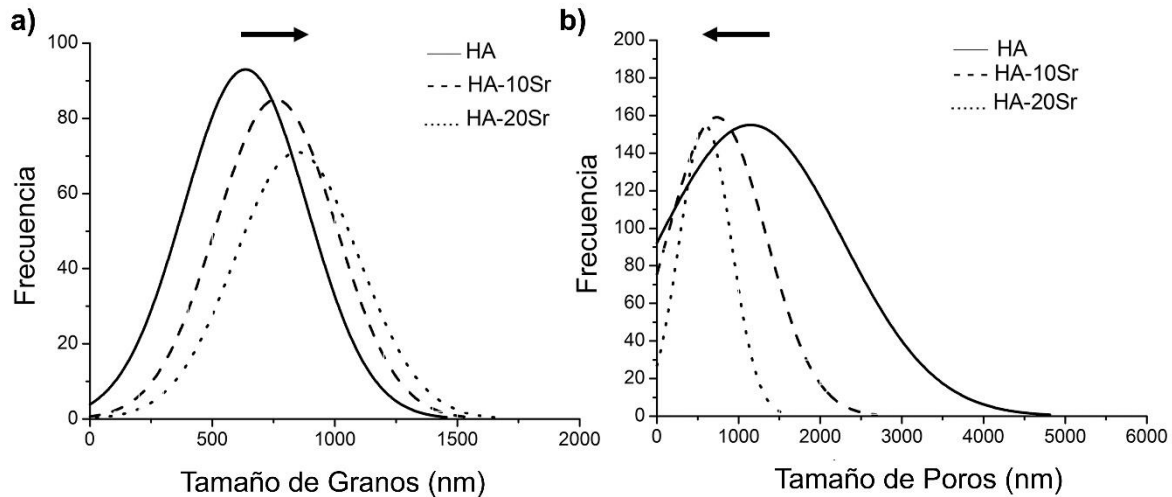 a)
HA
HA-10Sr
HA-20Sr
100
80
60
40
20
0
Frecuencia
0 500 1000 1500 2000
Tamaño de Granos (nm)
b)
HA
HA-10Sr
HA-20Sr
200
180
160
140
120
100
80
60
40
20
0
Frecuencia
0 1000 2000 3000 4000 5000 6000
Tamaño de Poros (nm)